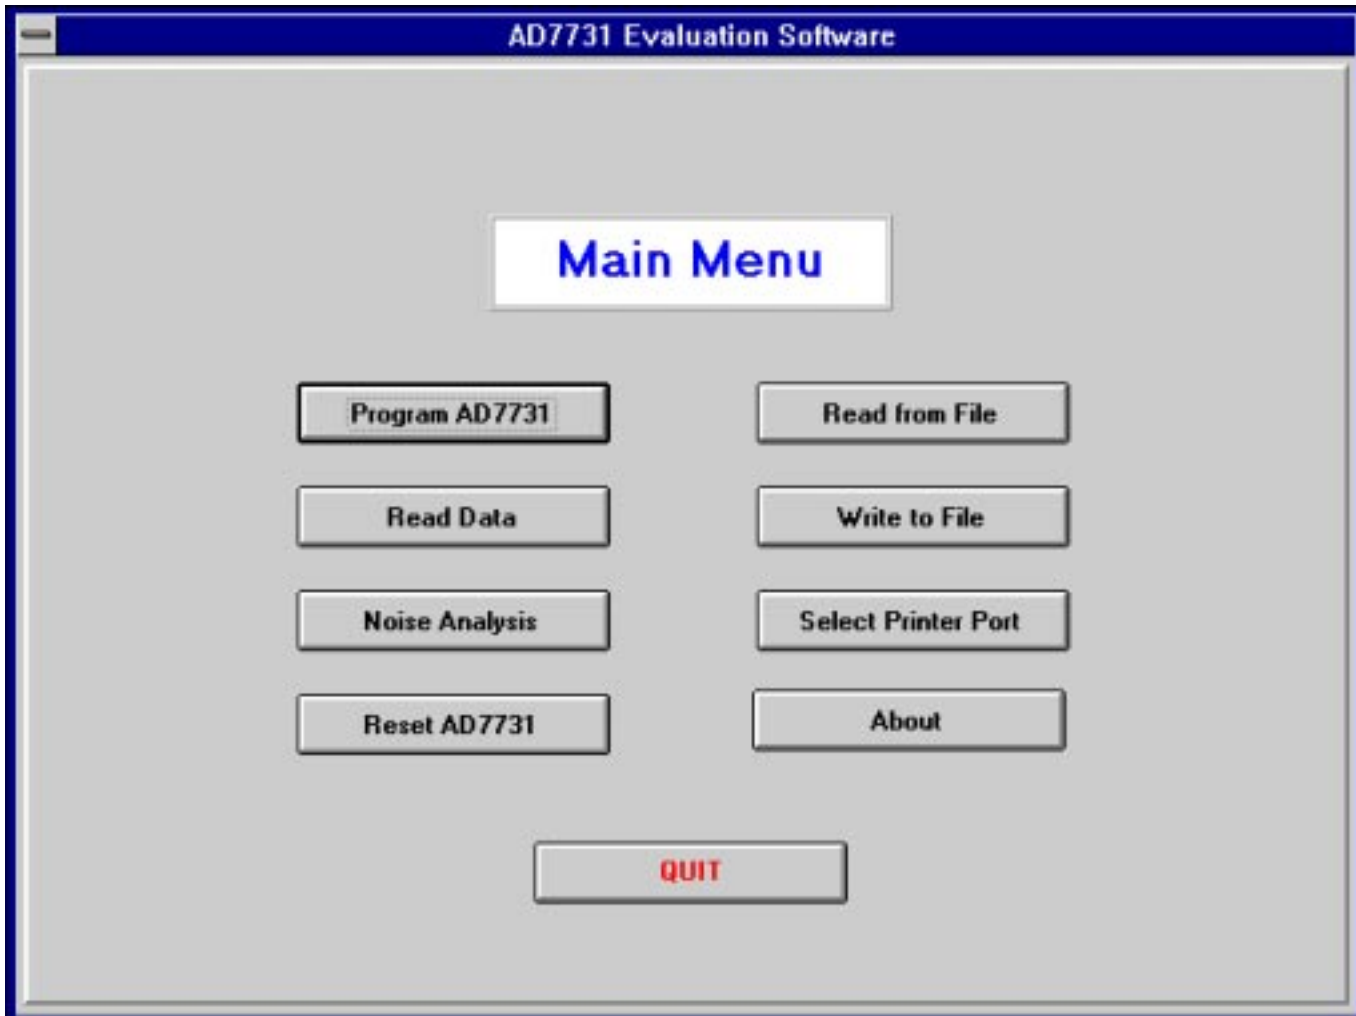 AD7731 Evaluation Software
Main Menu
Program AD7731
Read from File
Read Data
Write to File
Noise Analysis
Select Printer Port
Reset AD7731
About
QUIT